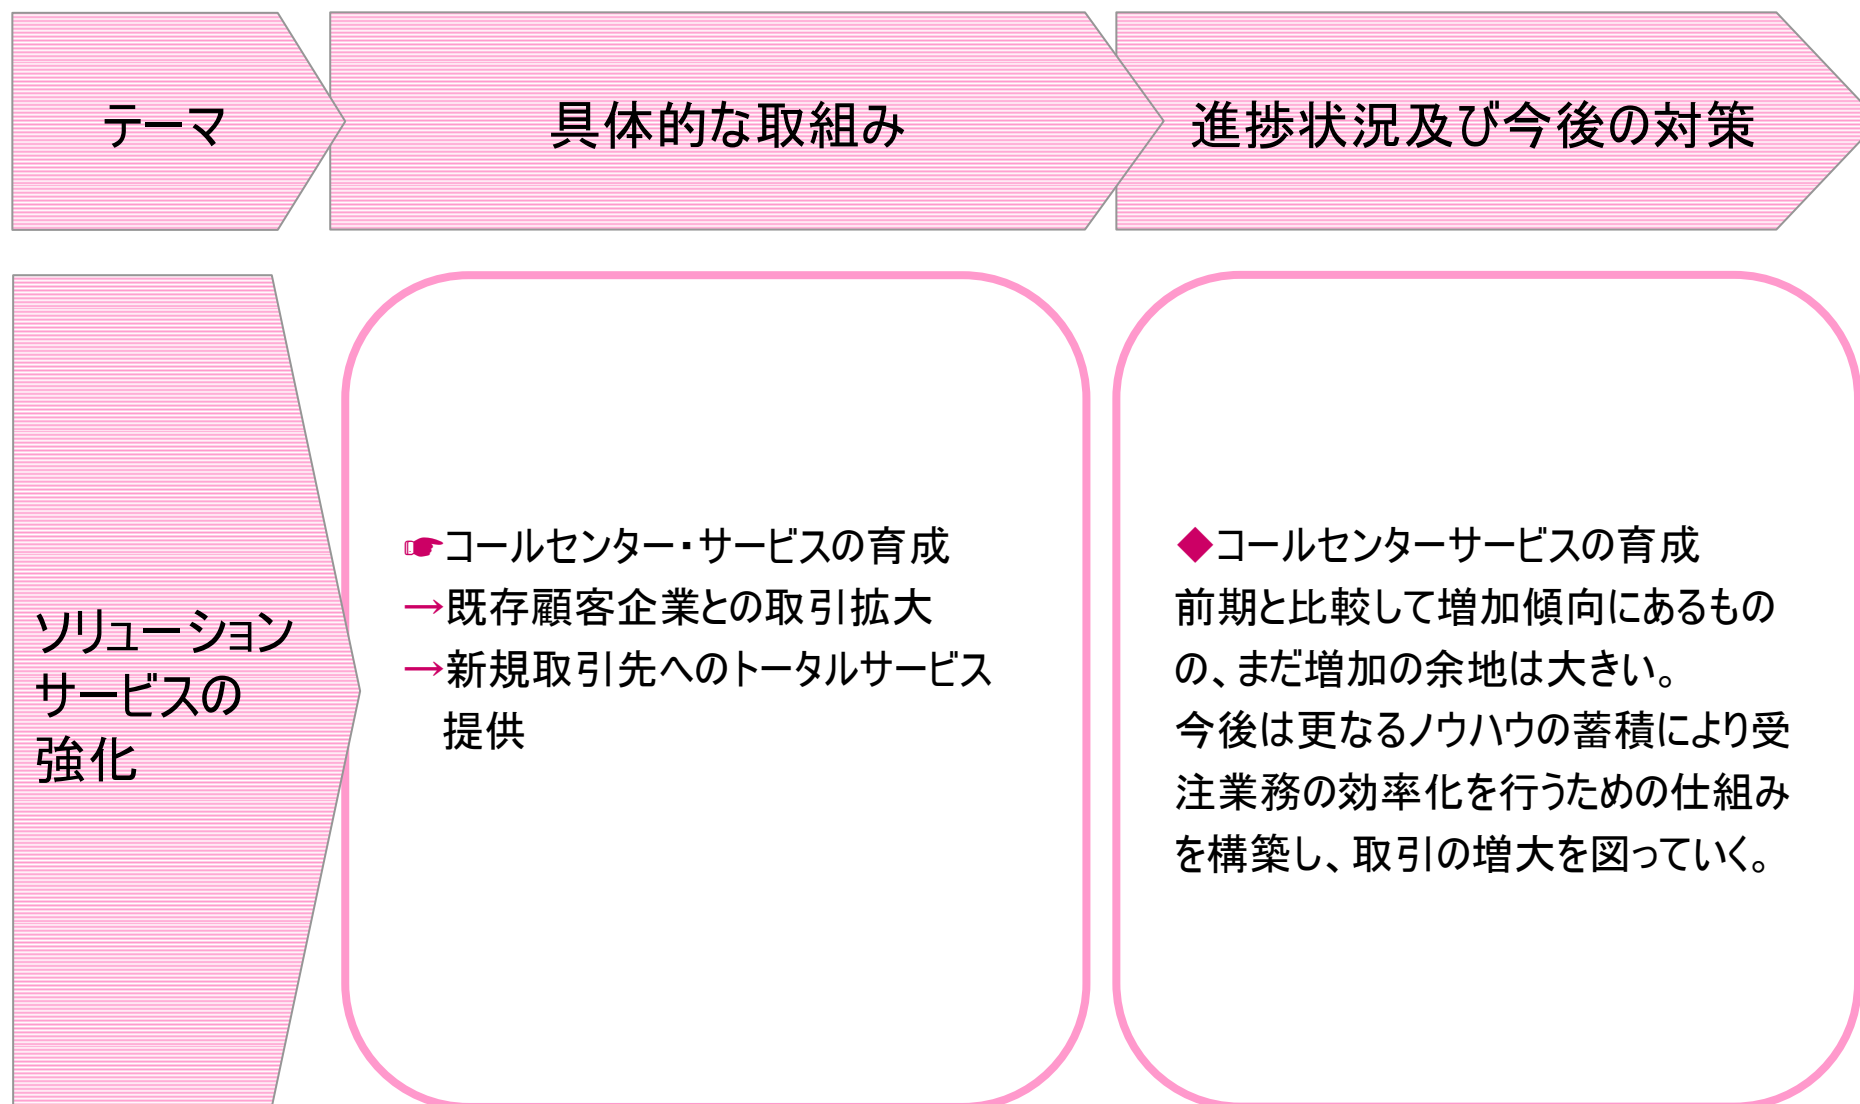 テーマ
具体的な取組み
進捗状況及び今後の対策
ソリューション
サービスの
強化
☛コールセンター・サービスの育成
→既存顧客企業との取引拡大
→新規取引先へのトータルサービス
提供
◆コールセンターサービスの育成
前期と比較して増加傾向にあるもの
の、まだ増加の余地は大きい。
今後は更なるノウハウの蓄積により受
注業務の効率化を行うための仕組み
を構築し、取引の増大を図っていく。